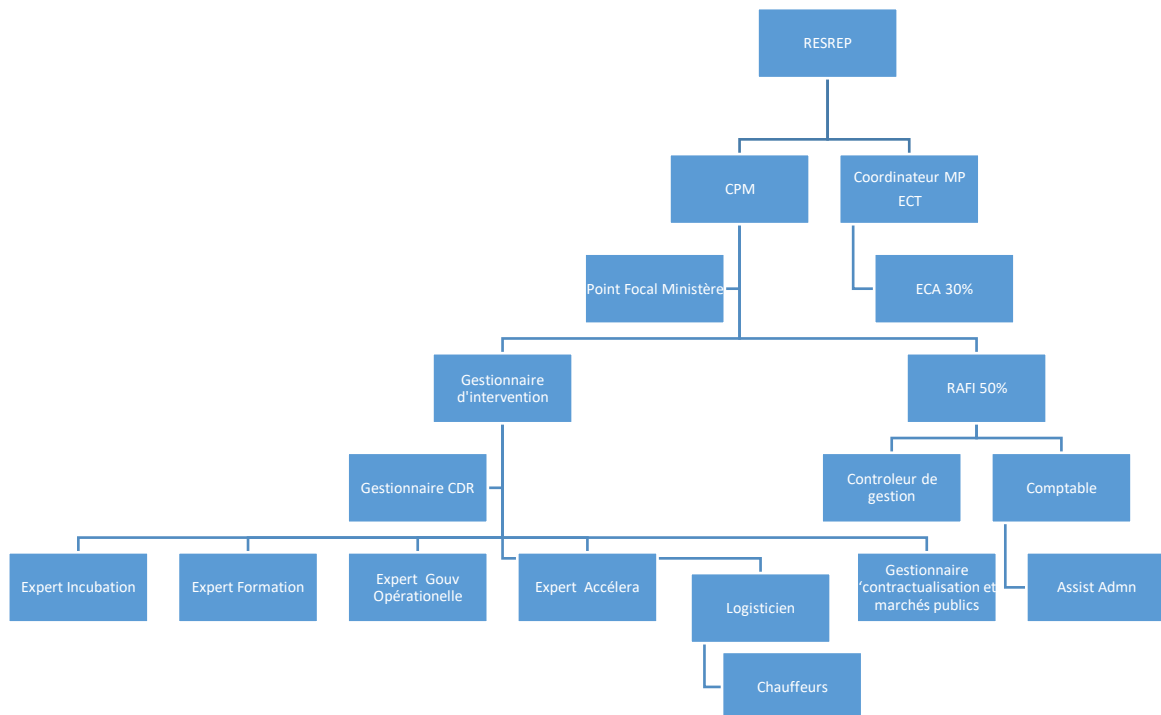 RESREP
CPM
Coordinateur MP
ECT
Point Focal Ministère
ECA 30%
Gestionnaire
d'intervention
RAFI 50%
Gestionnaire CDR
Controleur de
gestion
Comptable
Expert Incubation
Expert Formation
Expert Gouv
Opérationelle
Expert Accélera
Logisticien
Gestionnaire
'contractualisation et
marchés publics
Assist Admn
Chauffeurs